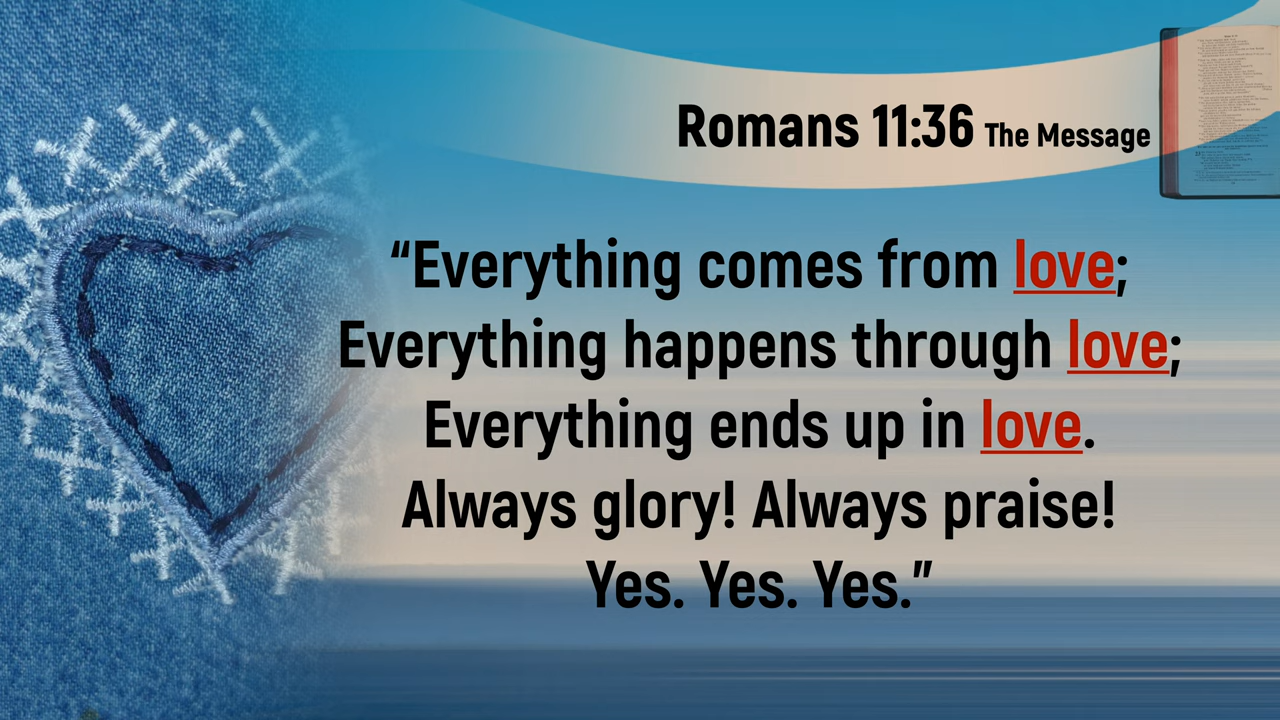 Romans 11:36 The Message
“Everything comes from love;
Everything happens through love;
Everything ends up in love.
Always glory! Always praise!
Yes. Yes. Yes.”